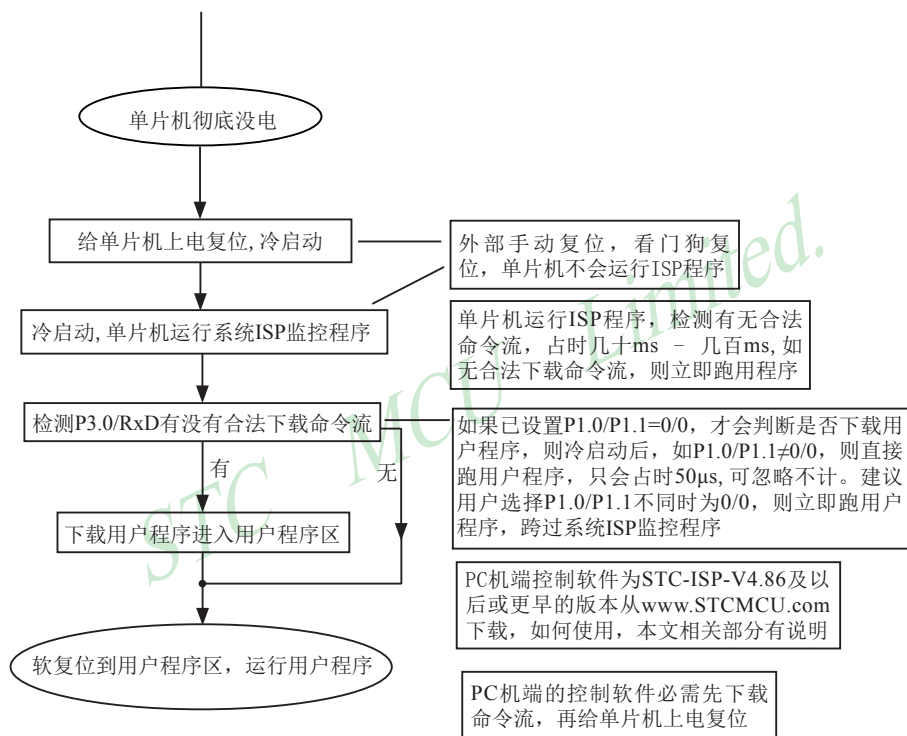 单片机彻底没电
给单片机上电复位,冷启动
外部手动复位，看门狗复
位，单片机不会运行ISP程序
冷启动,单片机运行系统ISP监控程序
单片机运行ISP程序，检测有无合法
命令流，占时几十ms – 几百ms,如
无合法下载命令流，则立即跑用程序
检测P3.0/RxD有没有合法下载命令流
如果已设置P1.0/P1.1=0/0，才会判断是否下载用
户程序，则冷启动后，如P1.0/P1.1≠0/0，则直接
跑用户程序，只会占时50μs,可忽略不计。建议
用户选择P1.0/P1.1不同时为0/0，则立即跑用户
程序，跨过系统ISP监控程序
有
无
下载用户程序进入用户程序区
PC机端控制软件为STC-ISP-V4.86及以
后或更早的版本从www.STCMCU.com
下载，如何使用，本文相关部分有说明
软复位到用户程序区，运行用户程序
PC机端的控制软件必需先下载
命令流，再给单片机上电复位
STC MCU Limited.